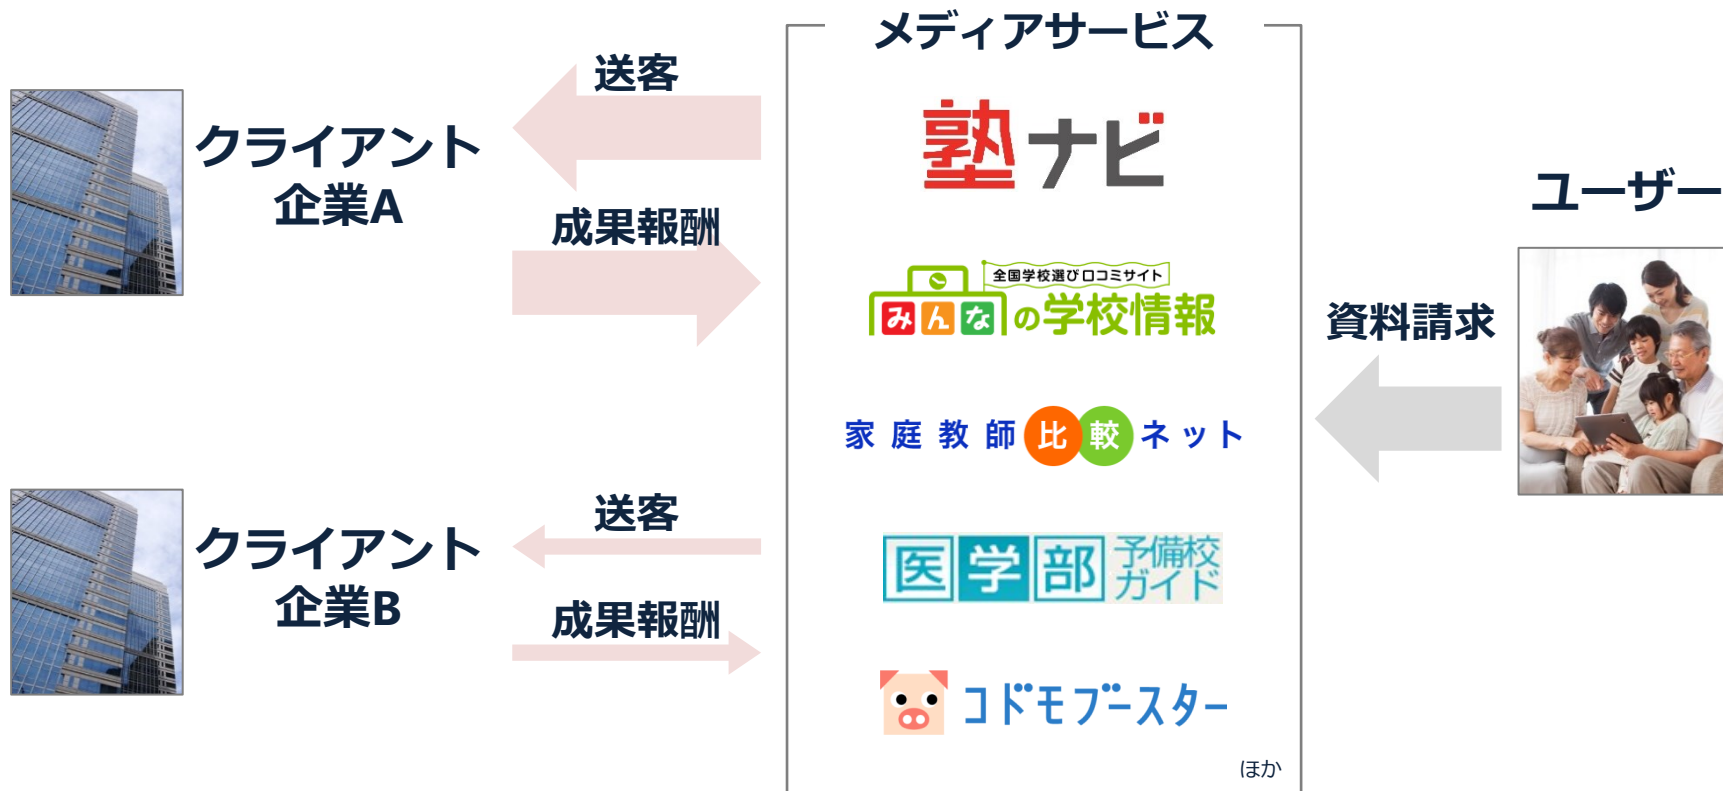 メディアサービス
送客
クライアント
企業A
成果報酬
塾ナビ
全国学校選び口コミサイト
みんなの学校情報
家庭教師比較ネット
医学部予備校
ガイド
コドモブースター
ほか
送客
クライアント
企業B
成果報酬
ユーザー
資料請求